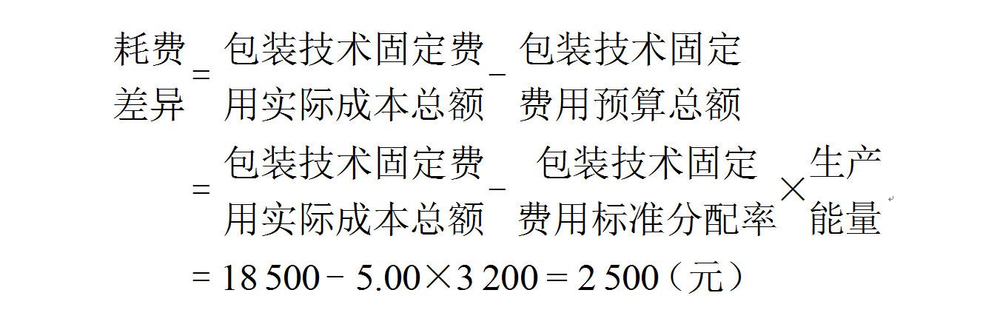 耗费 包装技术固定费 包装技术固定
= −
差异 用实际成本总额 费用预算总额
包装技术固定费 包装技术固定 生产
= − ×
用实际成本总额 费用标准分配率 能量
= 18 500 − 5.00×3 200 = 2 500（元）